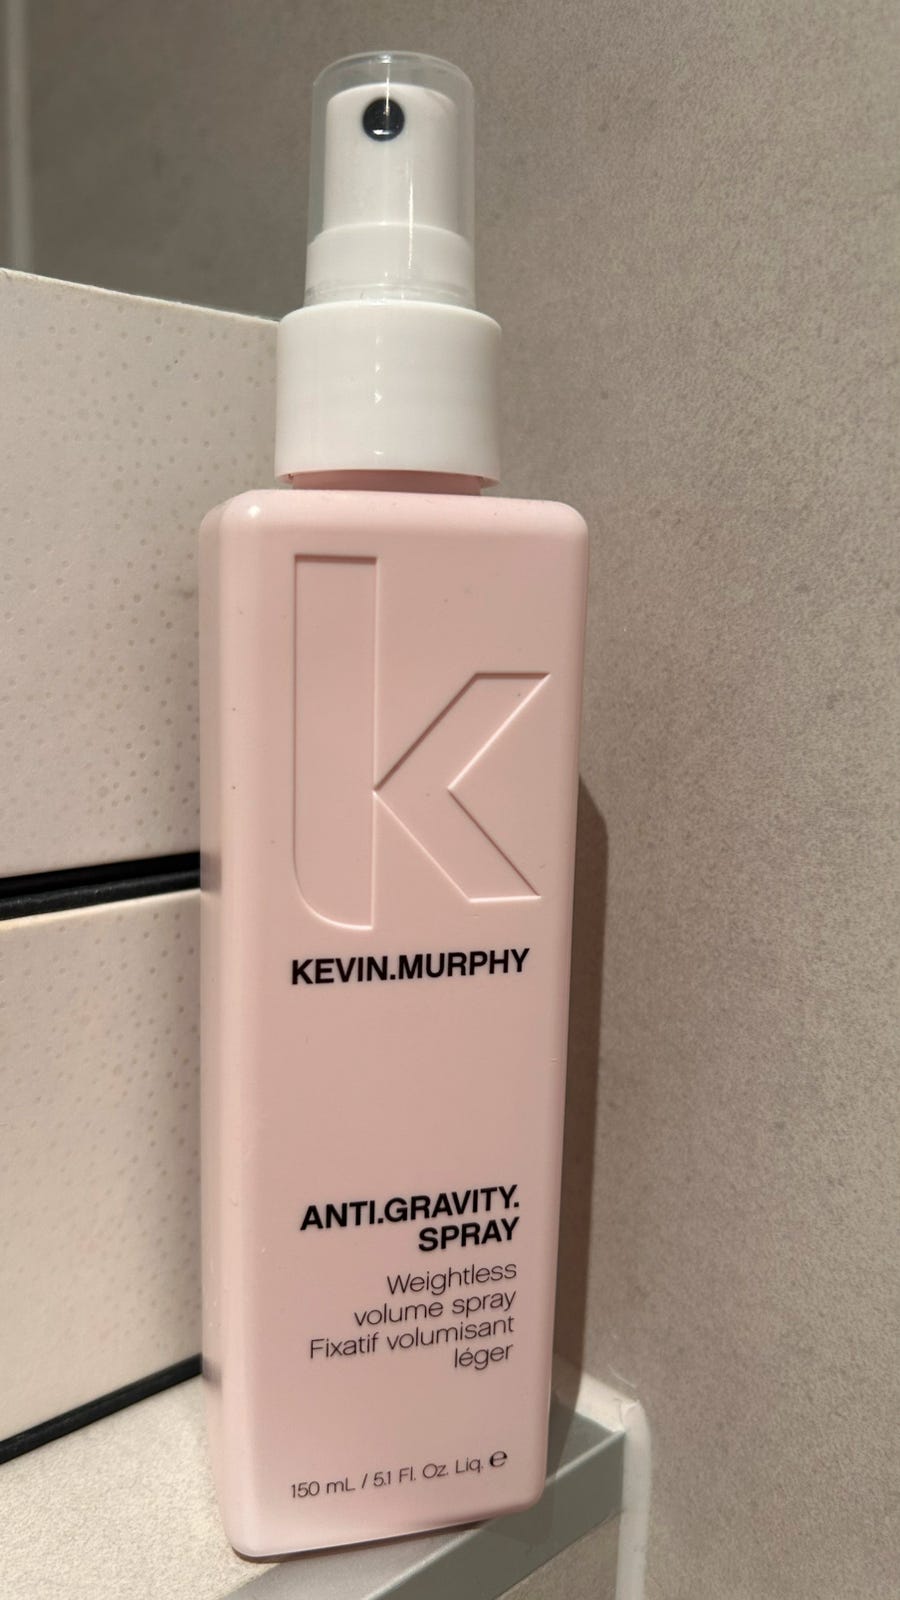 k
KEVIN.MURPHY
ANTI.GRAVITY.
SPRAY
Weightless
volume spray
Fixatif volumisant
léger
150 mL / 5.1 Fl. Oz. Liq. ℮